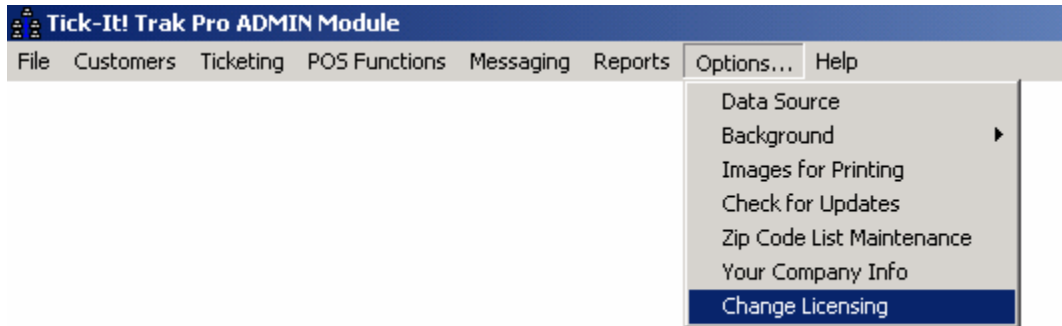 Tick-It! Trak Pro ADMIN Module
File Customers Ticketing POS Functions Messaging Reports Options... Help
Data Source
Background
Images for Printing
Check for Updates
Zip Code List Maintenance
Your Company Info
Change Licensing